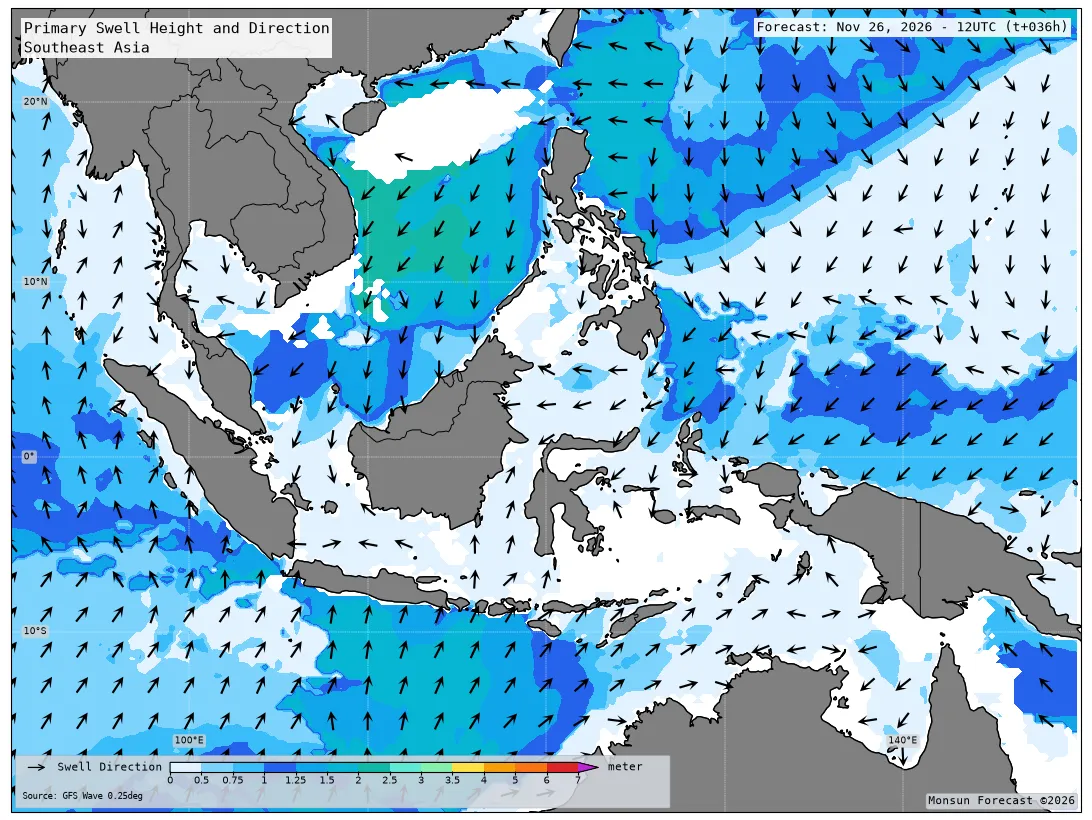 Primary Swell Height and Direction
Southeast Asia
Forecast: Nov 26, 2026 - 12UTC (t+036h)
20°N
10°N
0°
10°S
100°E
140°E
Swell Direction
meter
0 0.5 0.75 1 1.25 1.5 2 2.5 3 3.5 4 5 6 7
Source: GFS Wave 0.25deg
Monsun Forecast ©2026